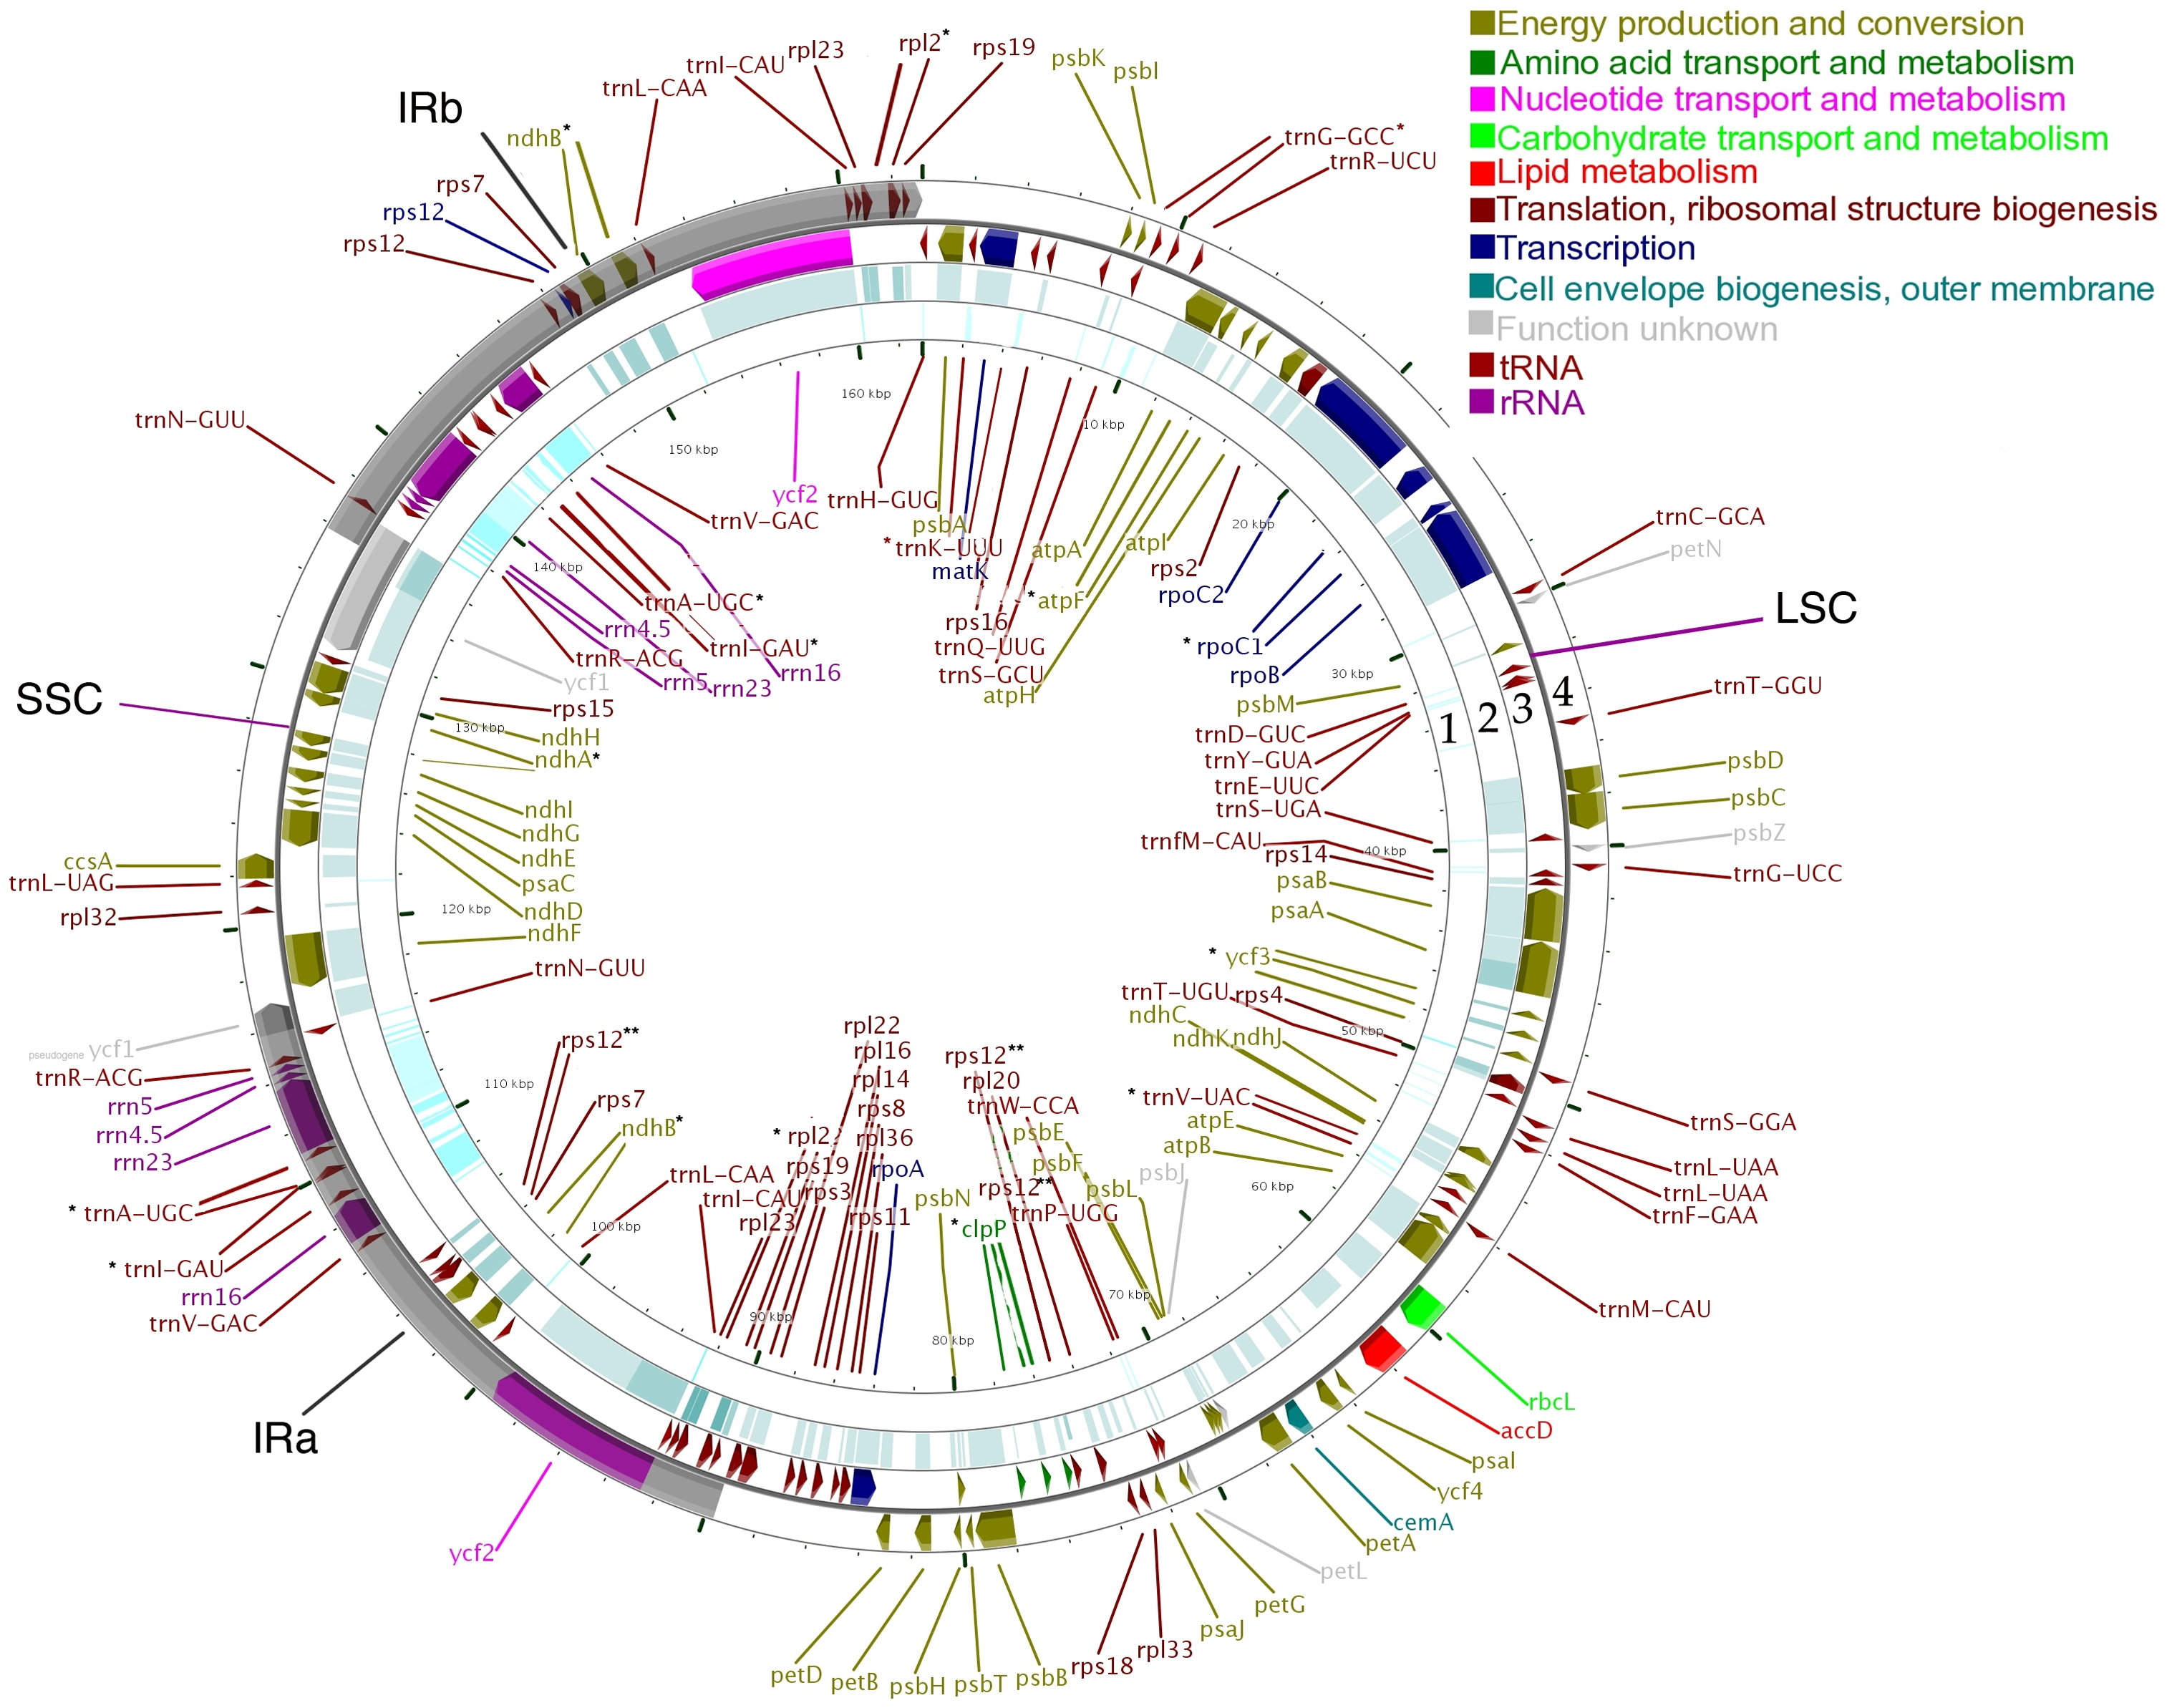 Energy production and conversion
Amino acid transport and metabolism
Nucleotide transport and metabolism
Carbohydrate transport and metabolism
Lipid metabolism
Translation, ribosomal structure biogenesis
Transcription
Cell envelope biogenesis, outer membrane
Function unknown
tRNA
rRNA
IRb
ndhB*
rps7
rps12
rps12
trnL-CAA
trnI-CAU
rpl23
rpl2*
rps19
psbK
psbI
trnG-GCC*
trnR-UCU
trnC-GCA
petN
LSC
trnT-GGU
psbD
psbC
psbZ
trnG-UCC
trnS-GGA
trnL-UAA
trnL-UAA
trnF-GAA
trnM-CAU
rbcL
accD
psaI
ycf4
cemA
petA
petL
petG
psaJ
rpl33
rps18
psbB
psbT
psbH
petB
petD
ycf2
IRa
trnV-GAC
rrn16
* trnI-GAU
* trnA-UGC
rrn23
rrn4.5
rrn5
trnR-ACG
pseudogene ycf1
rpl32
trnL-UAG
ccsA
SSC
trnN-GUU
1
2
3
4
160 kbp
10 kbp
20 kbp
30 kbp
40 kbp
50 kbp
60 kbp
70 kbp
80 kbp
90 kbp
100 kbp
110 kbp
120 kbp
130 kbp
140 kbp
150 kbp
ycf2
trnH-GUG
psbA
* trnK-UUU
matK
rps16
trnQ-UUG
trnS-GCU
atpA
* atpF
atpH
atpI
rps2
rpoC2
* rpoC1
rpoB
psbM
trnD-GUC
trnY-GUA
trnE-UUC
trnS-UGA
trnfM-CAU
rps14
psaB
psaA
* ycf3
trnT-UGU
rps4
ndhC
ndhK
ndhJ
* trnV-UAC
atpE
atpB
psbJ
psbL
psbF
psbE
trnW-CCA
trnP-UGG
rpl20
rps12**
rps12**
* clpP
psbN
rpoA
rps11
rpl36
rps8
rpl14
rpl16
rpl22
rps3
rps19
* rpl2
rpl23
trnI-CAU
trnL-CAA
ndhB*
rps7
rps12**
trnN-GUU
ndhF
ndhD
psaC
ndhE
ndhG
ndhI
ndhA*
ndhH
rps15
ycf1
trnR-ACG
rrn5
rrn4.5
rrn23
trnA-UGC*
trnI-GAU*
rrn16
trnV-GAC